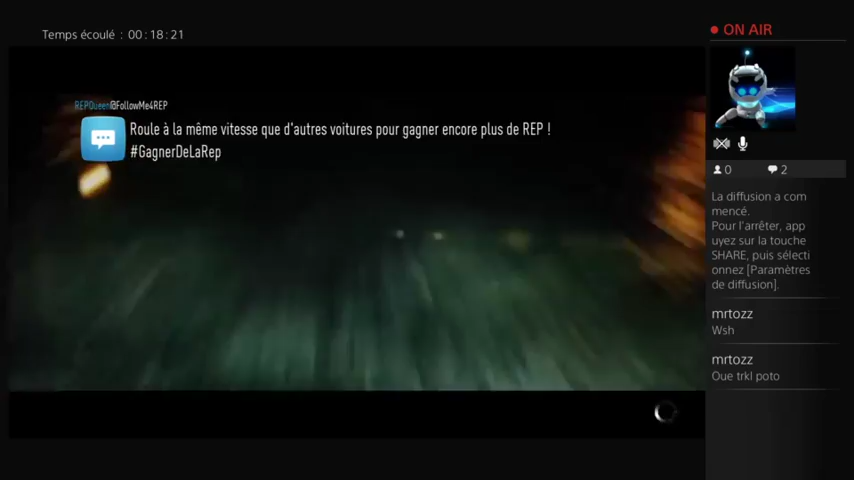 Temps écoulé : 00:18:21
ON AIR
REPQueen@FollowMe4REP
Roule à la même vitesse que d'autres voitures pour gagner encore plus de REP !
#GagnerDeLaRep
0 2
La diffusion a com
mencé.
Pour l'arrêter, app
uyez sur la touche
SHARE, puis sélecti
onnez [Paramètres
de diffusion].
mrtozz
Wsh
mrtozz
Oue trkl poto